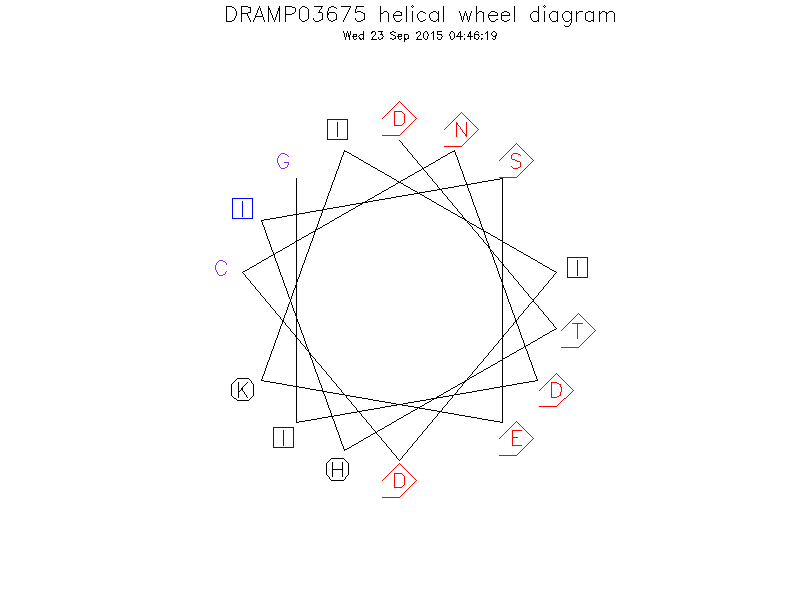 DRAMP03675 helical wheel diagram
Wed 23 Sep 2015 04:46:19
D
I
N
G
S
I
C
I
T
K
D
I
E
H
D